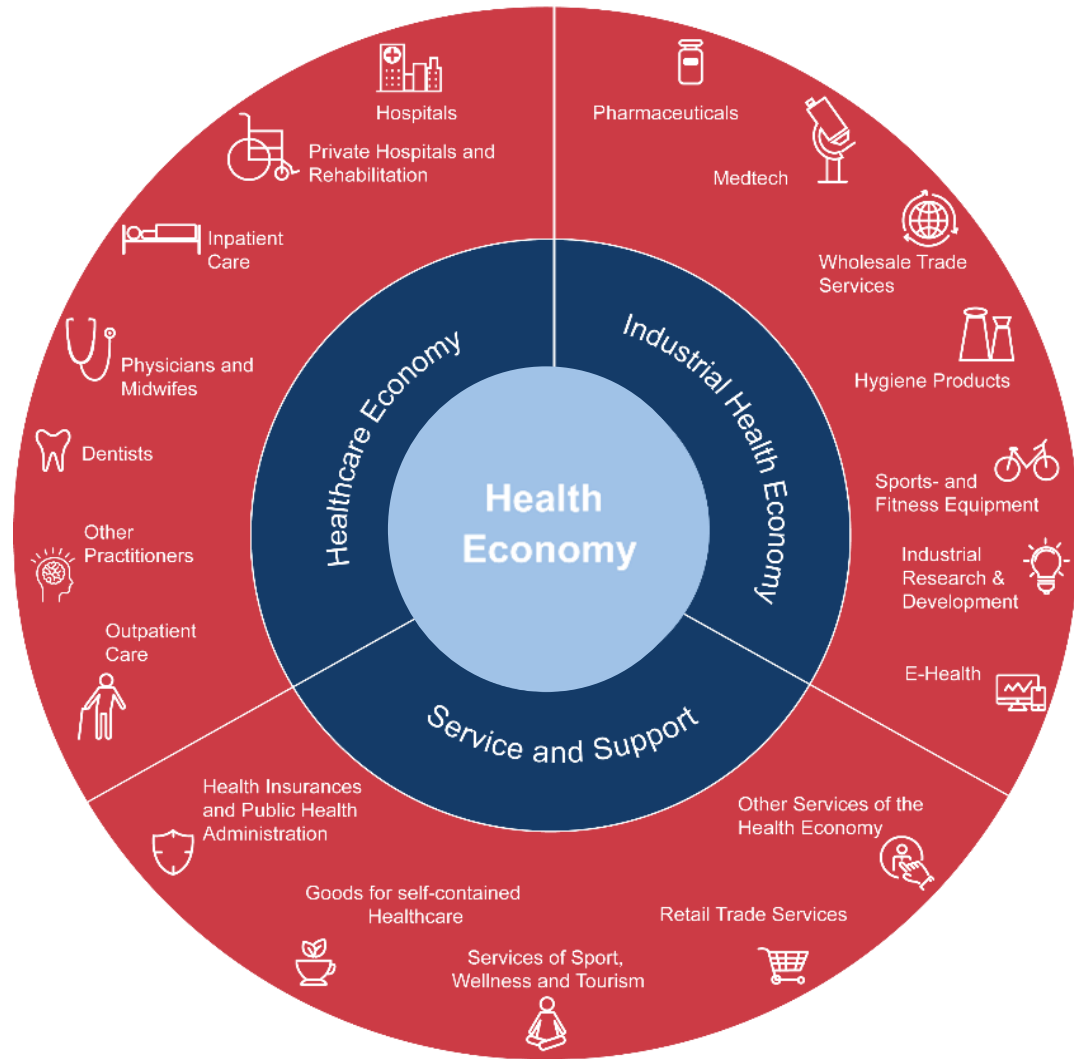 Health
Economy
Healthcare Economy
Industrial Health Economy
Service and Support
Hospitals
Private Hospitals and
Rehabilitation
Inpatient
Care
Physicians and
Midwifes
Dentists
Other
Practitioners
Outpatient
Care
Pharmaceuticals
Medtech
Wholesale Trade
Services
Hygiene Products
Sports- and
Fitness Equipment
Industrial
Research &
Development
E-Health
Health Insurances
and Public Health
Administration
Goods for self-contained
Healthcare
Services of Sport,
Wellness and Tourism
Retail Trade Services
Other Services of the
Health Economy